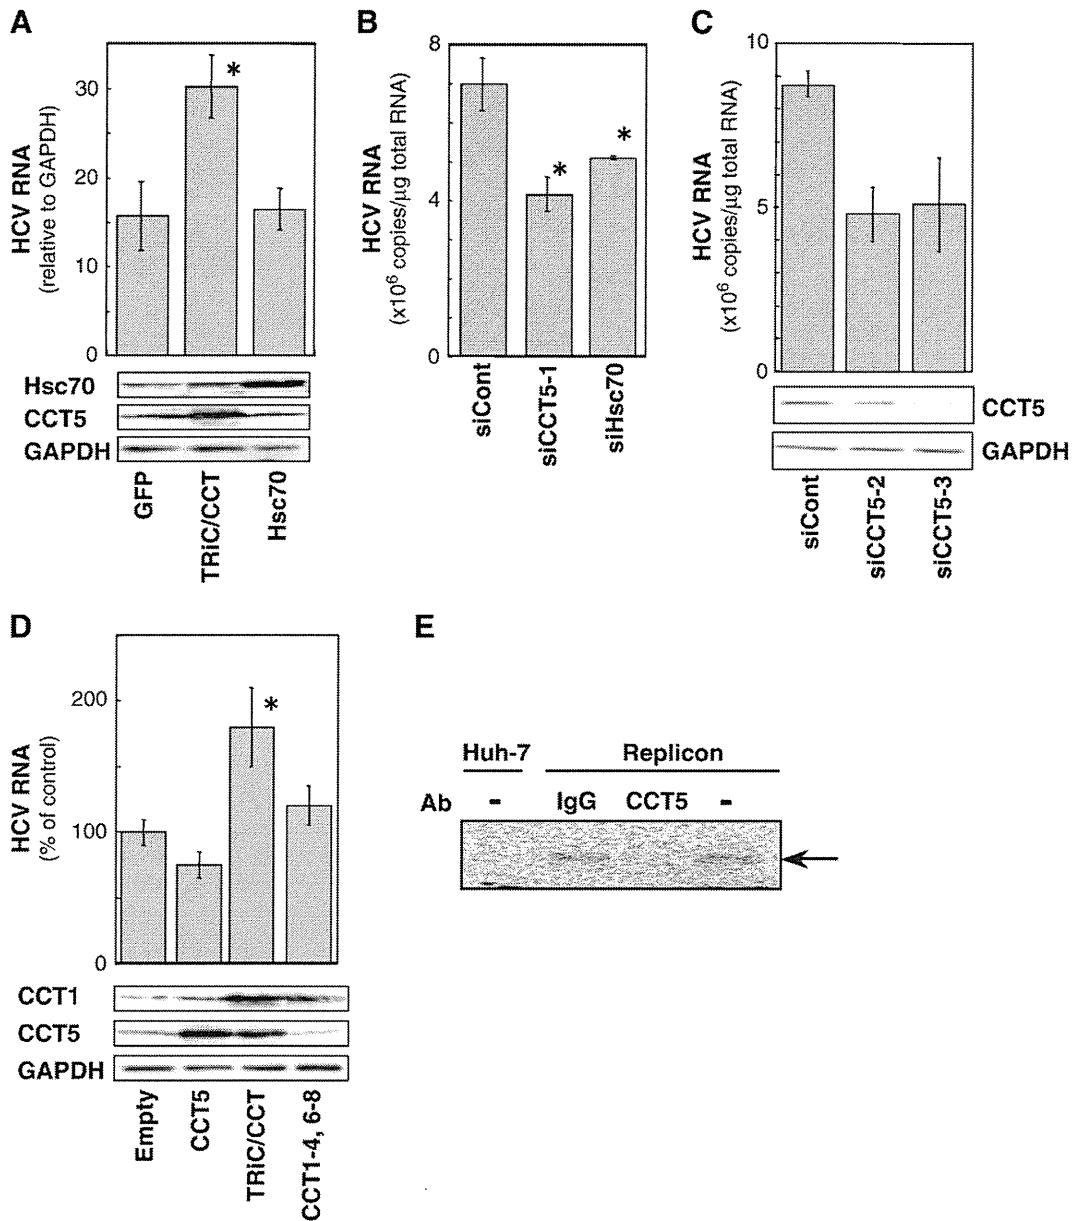 A
HCV RNA
(relative to GAPDH)
30
20
10
0
*
Hsc70
CCT5
GAPDH
GFP
TRiC/CCT
Hsc70
B
HCV RNA
(x10⁶ copies/μg total RNA)
8
4
0
*
*
siCont
siCCT5-1
siHsc70
C
HCV RNA
(x10⁶ copies/μg total RNA)
10
5
0
CCT5
GAPDH
siCont
siCCT5-2
siCCT5-3
D
HCV RNA
(% of control)
200
100
0
*
CCT1
CCT5
GAPDH
Empty
CCT5
TRiC/CCT
CCT1-4, 6-8
E
Huh-7 Replicon
Ab - IgG CCT5 -